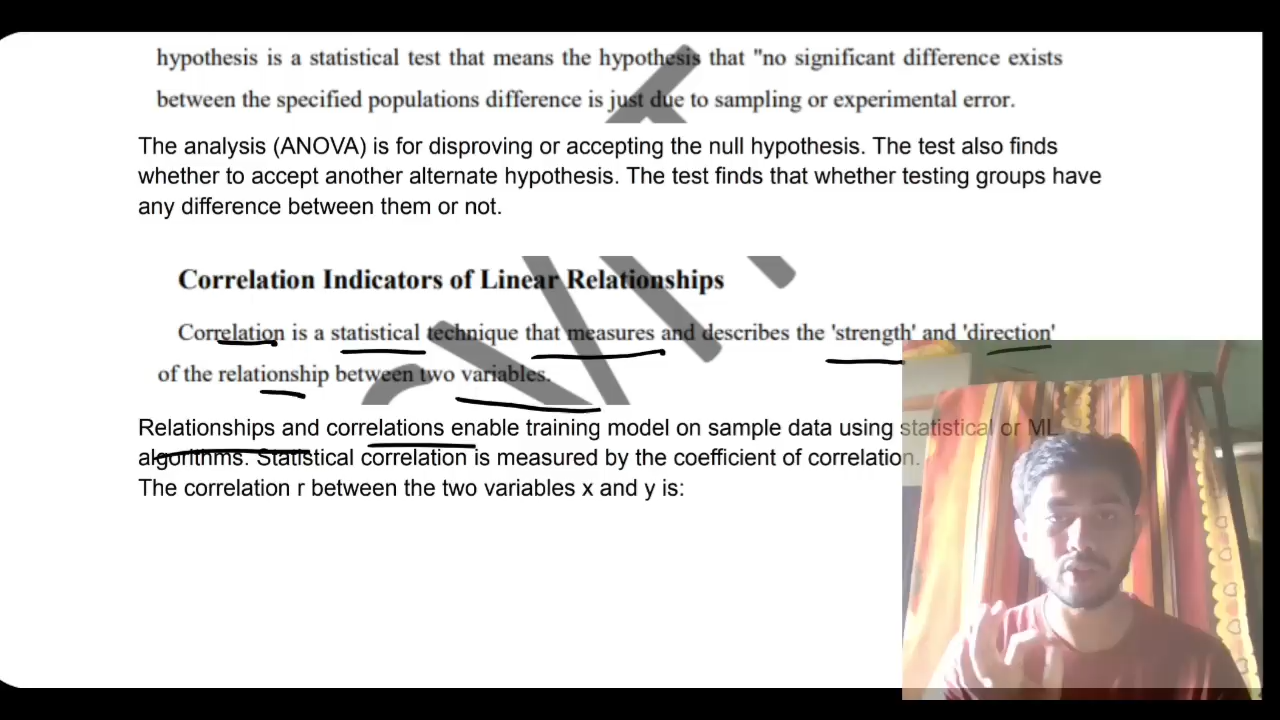 hypothesis is a statistical test that means the hypothesis that "no significant difference exists
between the specified populations difference is just due to sampling or experimental error.
The analysis (ANOVA) is for disproving or accepting the null hypothesis. The test also finds
whether to accept another alternate hypothesis. The test finds that whether testing groups have
any difference between them or not.
Correlation Indicators of Linear Relationships
Correlation is a statistical technique that measures and describes the 'strength' and 'direction'
of the relationship between two variables.
Relationships and correlations enable training model on sample data using statistical or ML
algorithms. Statistical correlation is measured by the coefficient of correlation.
The correlation r between the two variables x and y is: